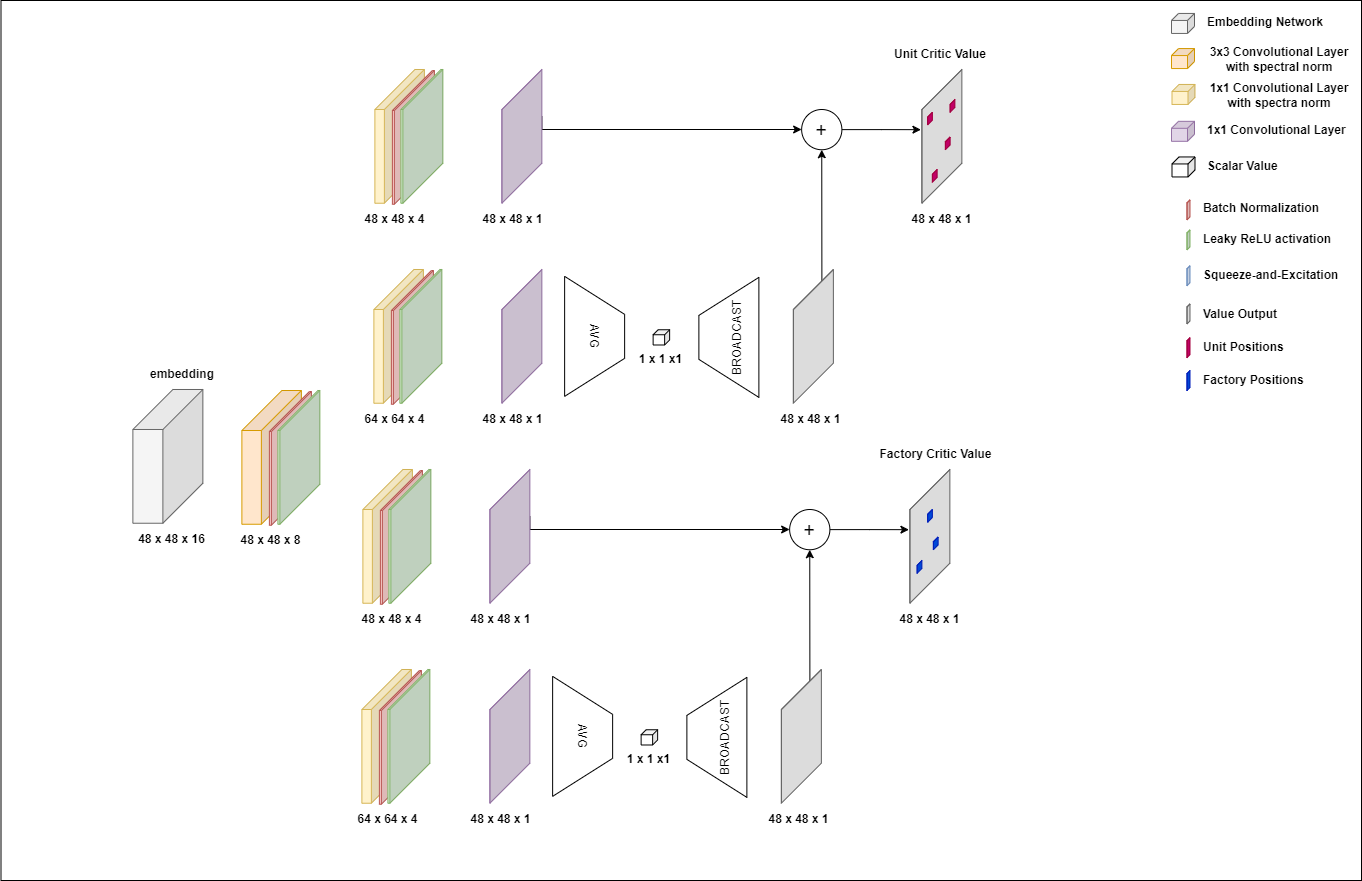 Unit Critic Value
48 x 48 x 4
48 x 48 x 1
+
48 x 48 x 1
AVG
1 x 1 x1
BROADCAST
64 x 64 x 4
48 x 48 x 1
48 x 48 x 1
embedding
48 x 48 x 16
48 x 48 x 8
Factory Critic Value
48 x 48 x 4
48 x 48 x 1
+
48 x 48 x 1
AVG
1 x 1 x1
BROADCAST
64 x 64 x 4
48 x 48 x 1
48 x 48 x 1
Embedding Network
3x3 Convolutional Layer
with spectral norm
1x1 Convolutional Layer
with spectra norm
1x1 Convolutional Layer
Scalar Value
Batch Normalization
Leaky ReLU activation
Squeeze-and-Excitation
Value Output
Unit Positions
Factory Positions